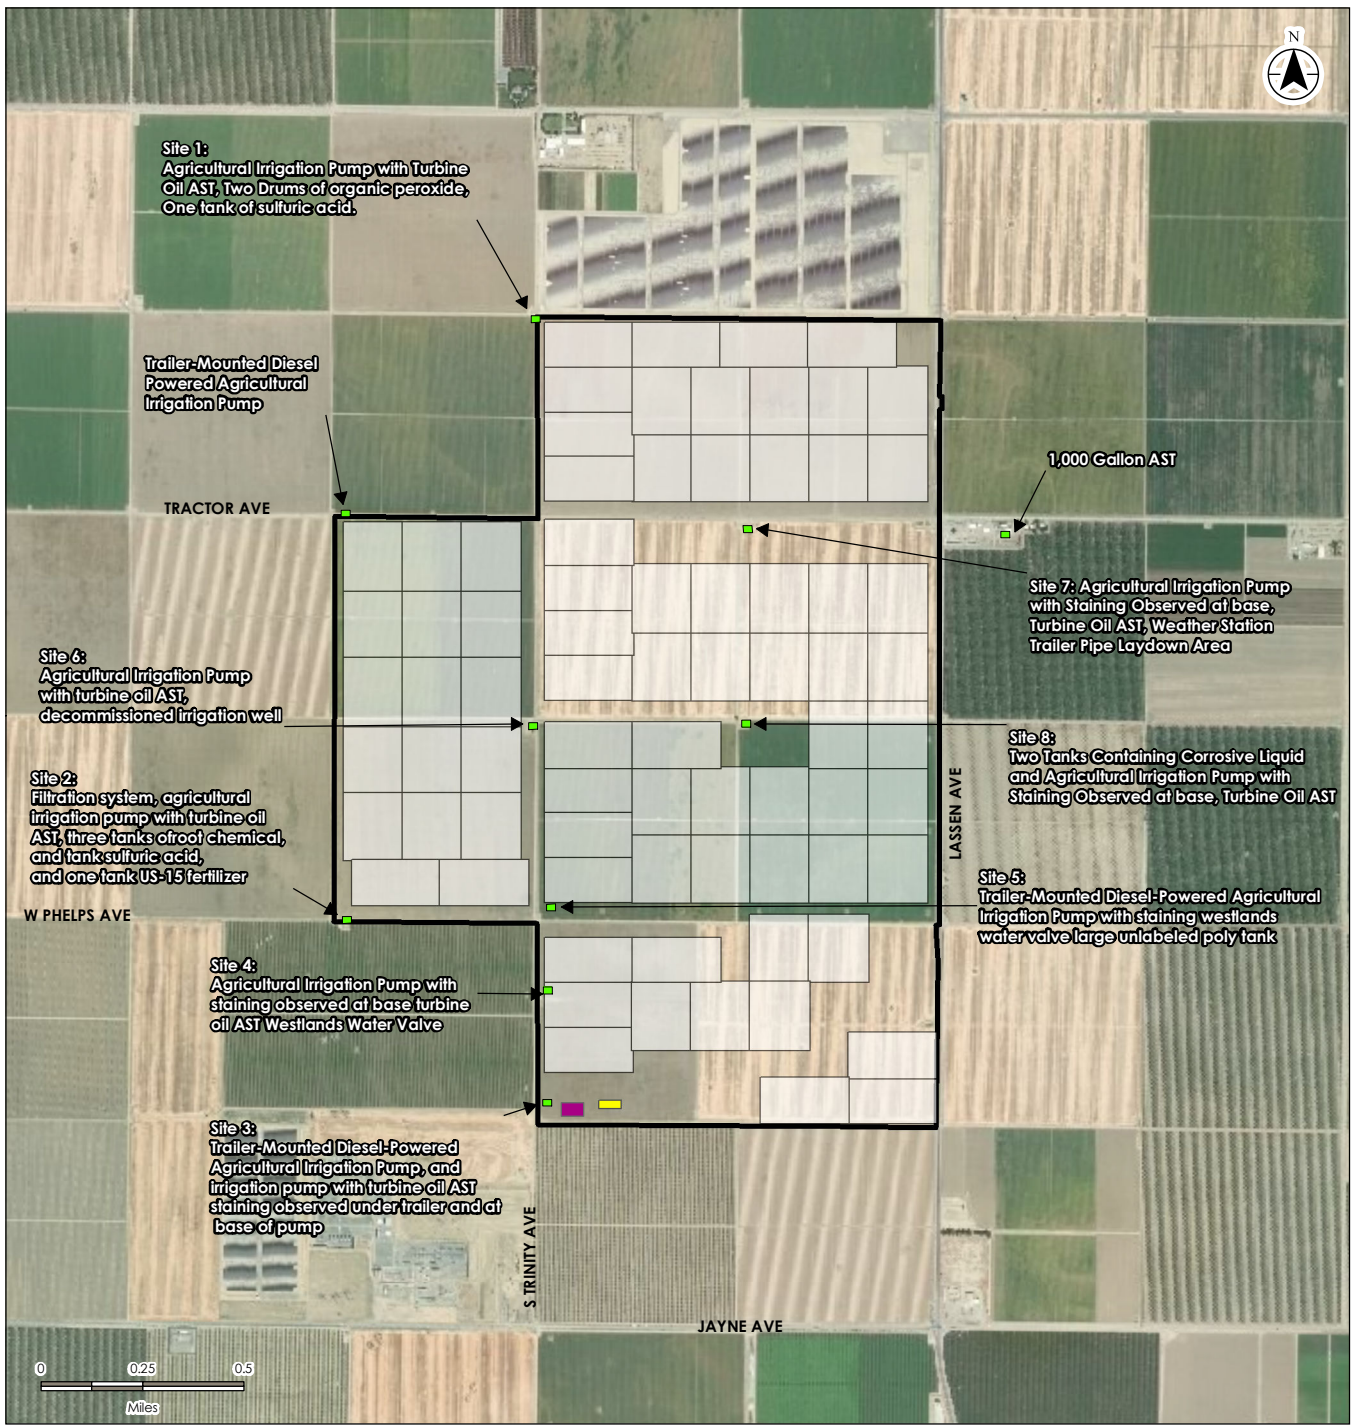 N
Site 1:
Agricultural Irrigation Pump with Turbine
Oil AST, Two Drums of organic peroxide,
One tank of sulfuric acid.
Trailer-Mounted Diesel
Powered Agricultural
Irrigation Pump
TRACTOR AVE
1,000 Gallon AST
Site 7: Agricultural Irrigation Pump
with Staining Observed at base,
Turbine Oil AST, Weather Station
Trailer Pipe Laydown Area
Site 6:
Agricultural Irrigation Pump
with turbine oil AST,
decommissioned irrigation well
Site 8:
Two Tanks Containing Corrosive Liquid
and Agricultural Irrigation Pump with
Staining Observed at base, Turbine Oil AST
Site 2:
Filtration system, agricultural
irrigation pump with turbine oil
AST, three tanks ofroot chemical,
and tank sulfuric acid,
and one tank US-15 fertilizer
LASSEN AVE
W PHELPS AVE
Site 5:
Trailer-Mounted Diesel-Powered Agricultural
Irrigation Pump with staining westlands
water valve large unlabeled poly tank
Site 4:
Agricultural Irrigation Pump with
staining observed at base turbine
oil AST Westlands Water Valve
Site 3:
Trailer-Mounted Diesel-Powered
Agricultural Irrigation Pump, and
irrigation pump with turbine oil AST
staining observed under trailer and at
base of pump
S TRINITY AVE
JAYNE AVE
0 0.25 0.5
Miles